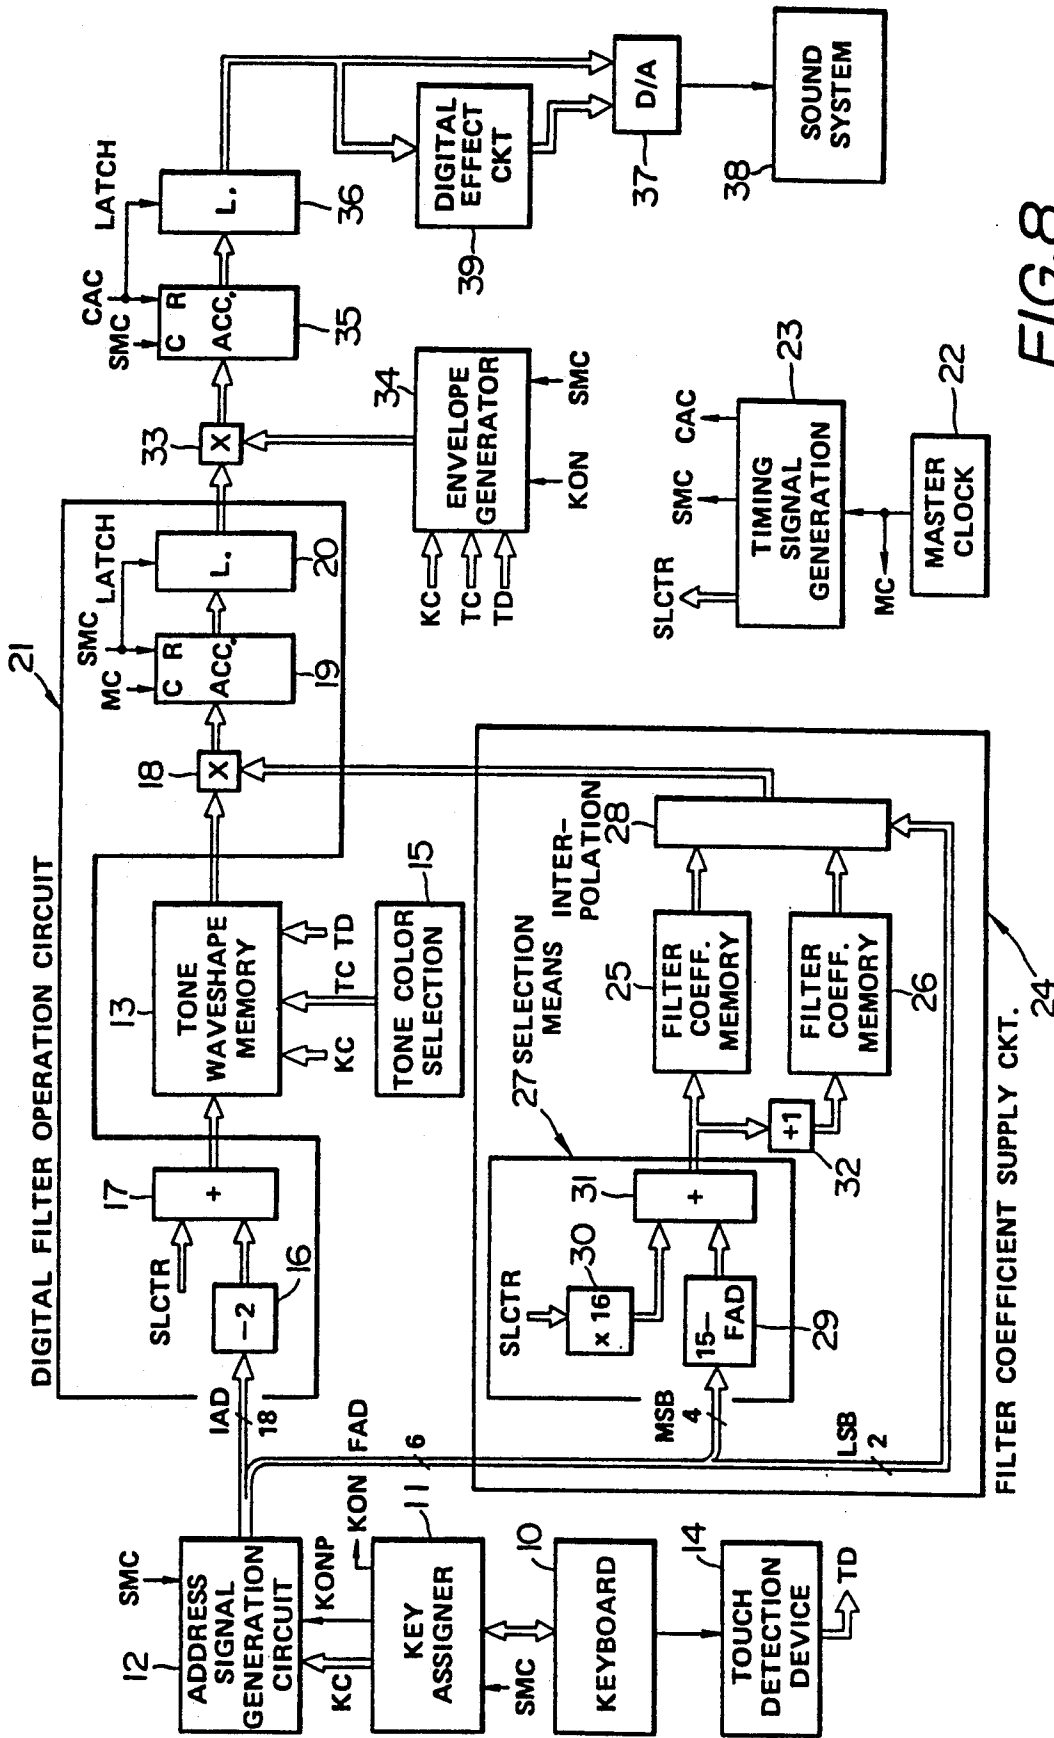 DIGITAL FILTER OPERATION CIRCUIT
21
SMC
12
ADDRESS
SIGNAL
GENERATION
CIRCUIT
IAD
18
KC
KONP
KON
FAD
6
KEY
ASSIGNER
11
SMC
KEYBOARD
10
TOUCH
DETECTION
DEVICE
14
TD
SLCTR
17
+
-2
16
13
TONE
WAVESHAPE
MEMORY
KC
TC
TD
TONE COLOR
SELECTION
15
18
X
MC
SMC
LATCH
C
R
ACC.
19
L.
20
33
X
SMC
CAC
LATCH
C
R
ACC.
35
L.
36
KC
TC
TD
34
ENVELOPE
GENERATOR
KON
SMC
DIGITAL
EFFECT
CKT
39
D/A
37
SOUND
SYSTEM
38
SLCTR
SMC
CAC
TIMING
SIGNAL
GENERATION
23
MC
MASTER
CLOCK
22
27
SELECTION
MEANS
INTER-
POLATION
28
SLCTR
x 16
30
31
+
MSB
4
15-
FAD
29
LSB
2
+1
32
25
FILTER
COEFF.
MEMORY
FILTER
COEFF.
MEMORY
26
24
FILTER COEFFICIENT SUPPLY CKT.
FIG.8